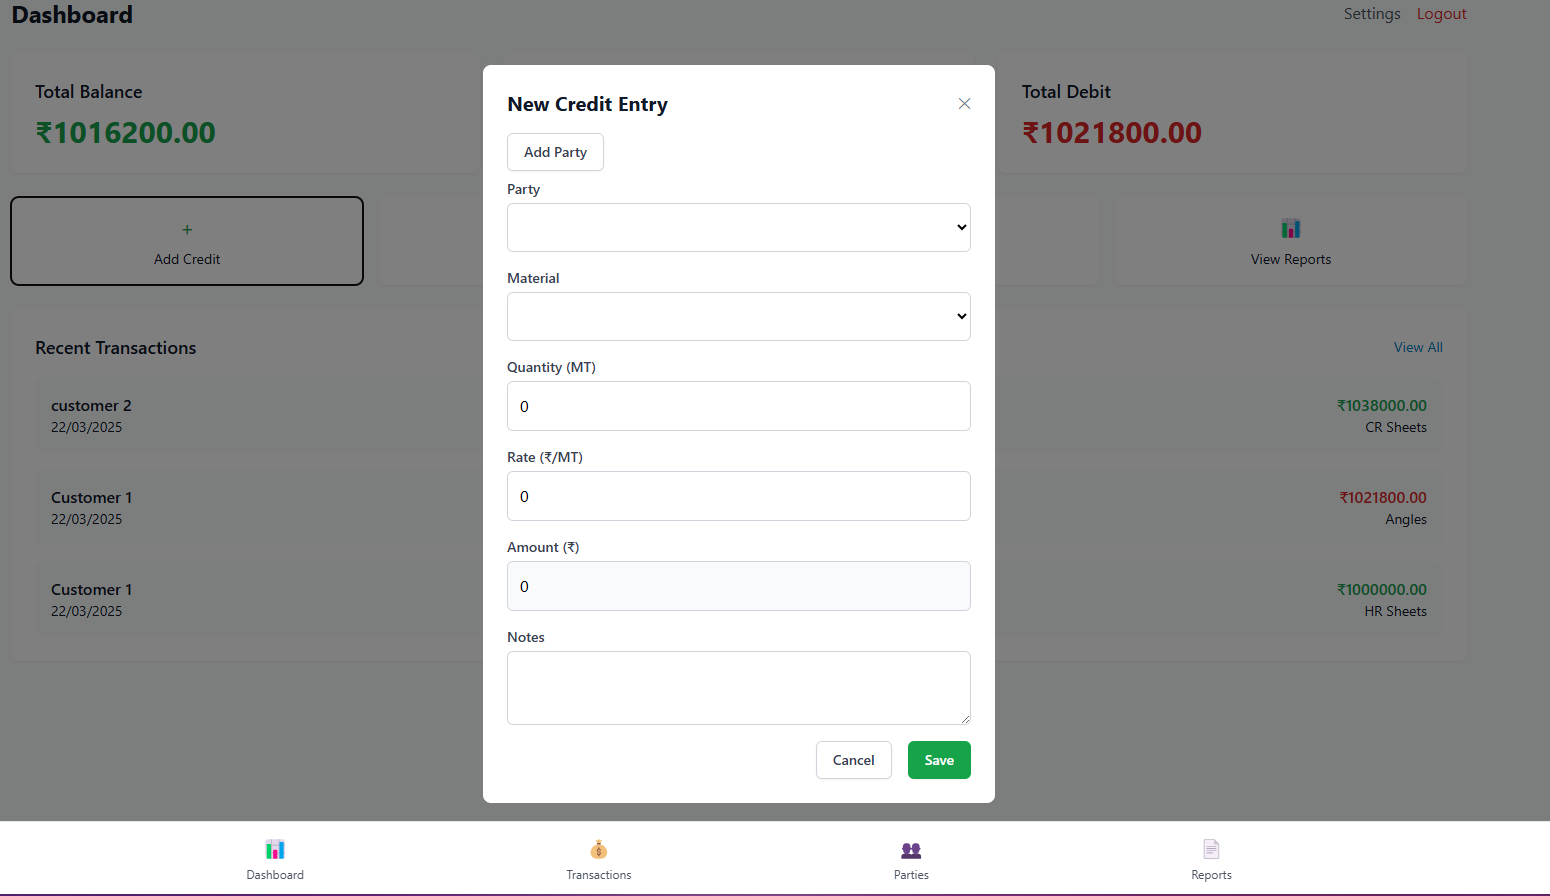 Dashboard
Settings Logout
Total Balance
₹1016200.00
Total Debit
₹1021800.00
+
Add Credit
View Reports
Recent Transactions
View All
customer 2
22/03/2025
₹1038000.00
CR Sheets
Customer 1
22/03/2025
₹1021800.00
Angles
Customer 1
22/03/2025
₹1000000.00
HR Sheets
New Credit Entry
Add Party
Party
Material
Quantity (MT)
0
Rate (₹/MT)
0
Amount (₹)
0
Notes
Cancel Save
Dashboard Transactions Parties Reports